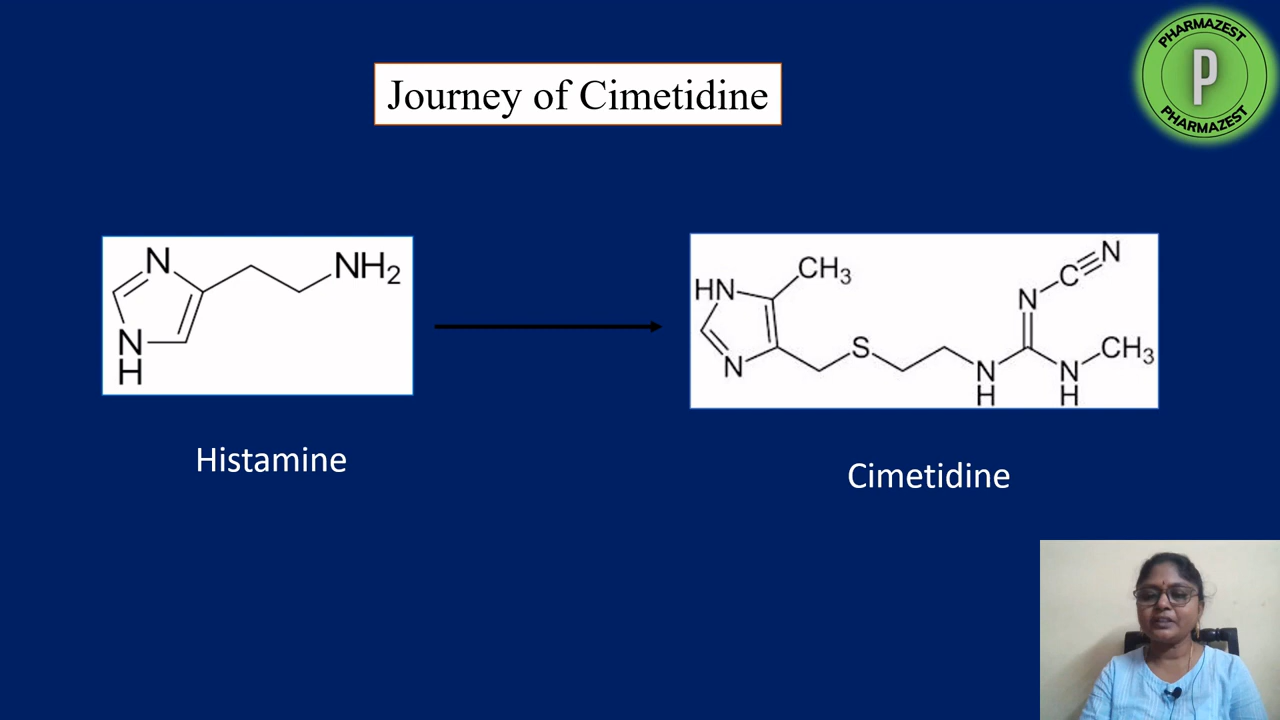 PHARMAZEST
P
PHARMAZEST
Journey of Cimetidine
N
NH2
N
H
HN
CH3
N
S
N
H
N
C
N
N
H
CH3
Histamine
Cimetidine